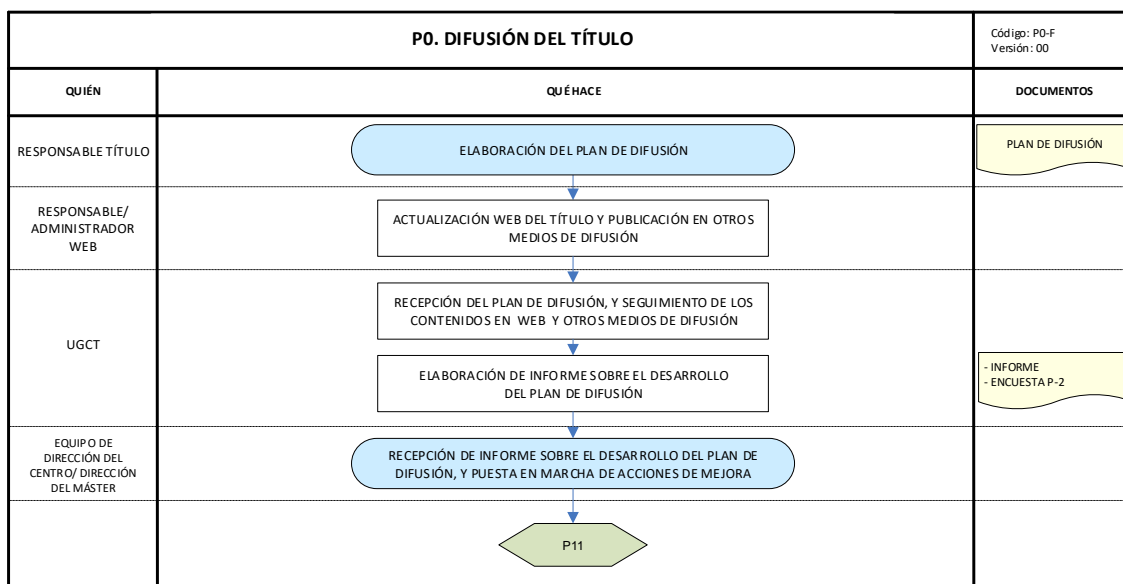 P0. DIFUSIÓN DEL TÍTULO
Código: P0-F
Versión: 00
QUIÉN
QUÉ HACE
DOCUMENTOS
RESPONSABLE TÍTULO
ELABORACIÓN DEL PLAN DE DIFUSIÓN
PLAN DE DIFUSIÓN
RESPONSABLE/
ADMINISTRADOR
WEB
ACTUALIZACIÓN WEB DEL TÍTULO Y PUBLICACIÓN EN OTROS
MEDIOS DE DIFUSIÓN
UGCT
RECEPCIÓN DEL PLAN DE DIFUSIÓN, Y SEGUIMIENTO DE LOS
CONTENIDOS EN WEB Y OTROS MEDIOS DE DIFUSIÓN
ELABORACIÓN DE INFORME SOBRE EL DESARROLLO
DEL PLAN DE DIFUSIÓN
- INFORME
- ENCUESTA P-2
EQUIPO DE
DIRECCIÓN DEL
CENTRO/ DIRECCIÓN
DEL MÁSTER
RECEPCIÓN DE INFORME SOBRE EL DESARROLLO DEL PLAN DE
DIFUSIÓN, Y PUESTA EN MARCHA DE ACCIONES DE MEJORA
P11